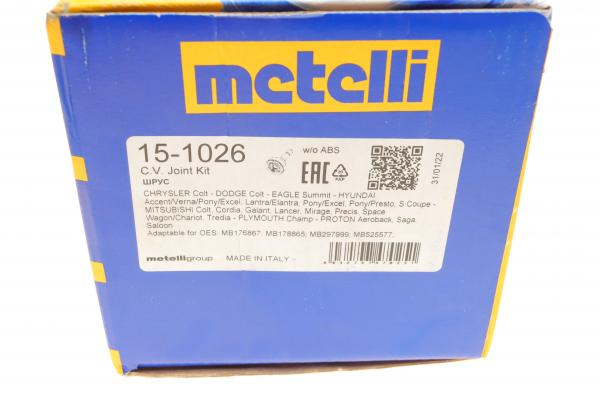 metelli
15-1026
w/o ABS
C.V. Joint Kit
ШРУС
EAC
PAP
31/01/22
CHRYSLER Colt - DODGE Colt - EAGLE Summit - HYUNDAI
Accent/Verna/Pony/Excel, Lantra/Elantra, Pony/Excel, Pony/Presto, S Coupe -
MITSUBISHI Colt, Cordia, Galant, Lancer, Mirage, Precis, Space
Wagon/Chariot, Tredia - PLYMOUTH Champ - PROTON Aeroback, Saga,
Saloon
Adaptable for OES: MB176867, MB178865, MB297999, MB525577,
metelligroup MADE IN ITALY -